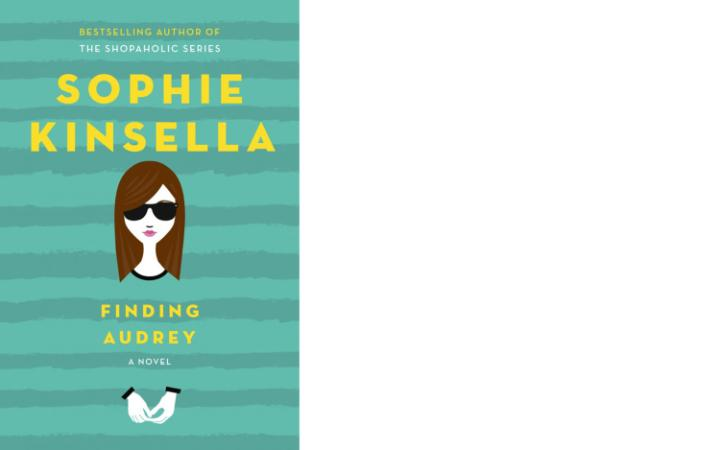 BESTSELLING AUTHOR OF
THE SHOPAHOLIC SERIES
SOPHIE
KINSELLA
FINDING
AUDREY
A NOVEL